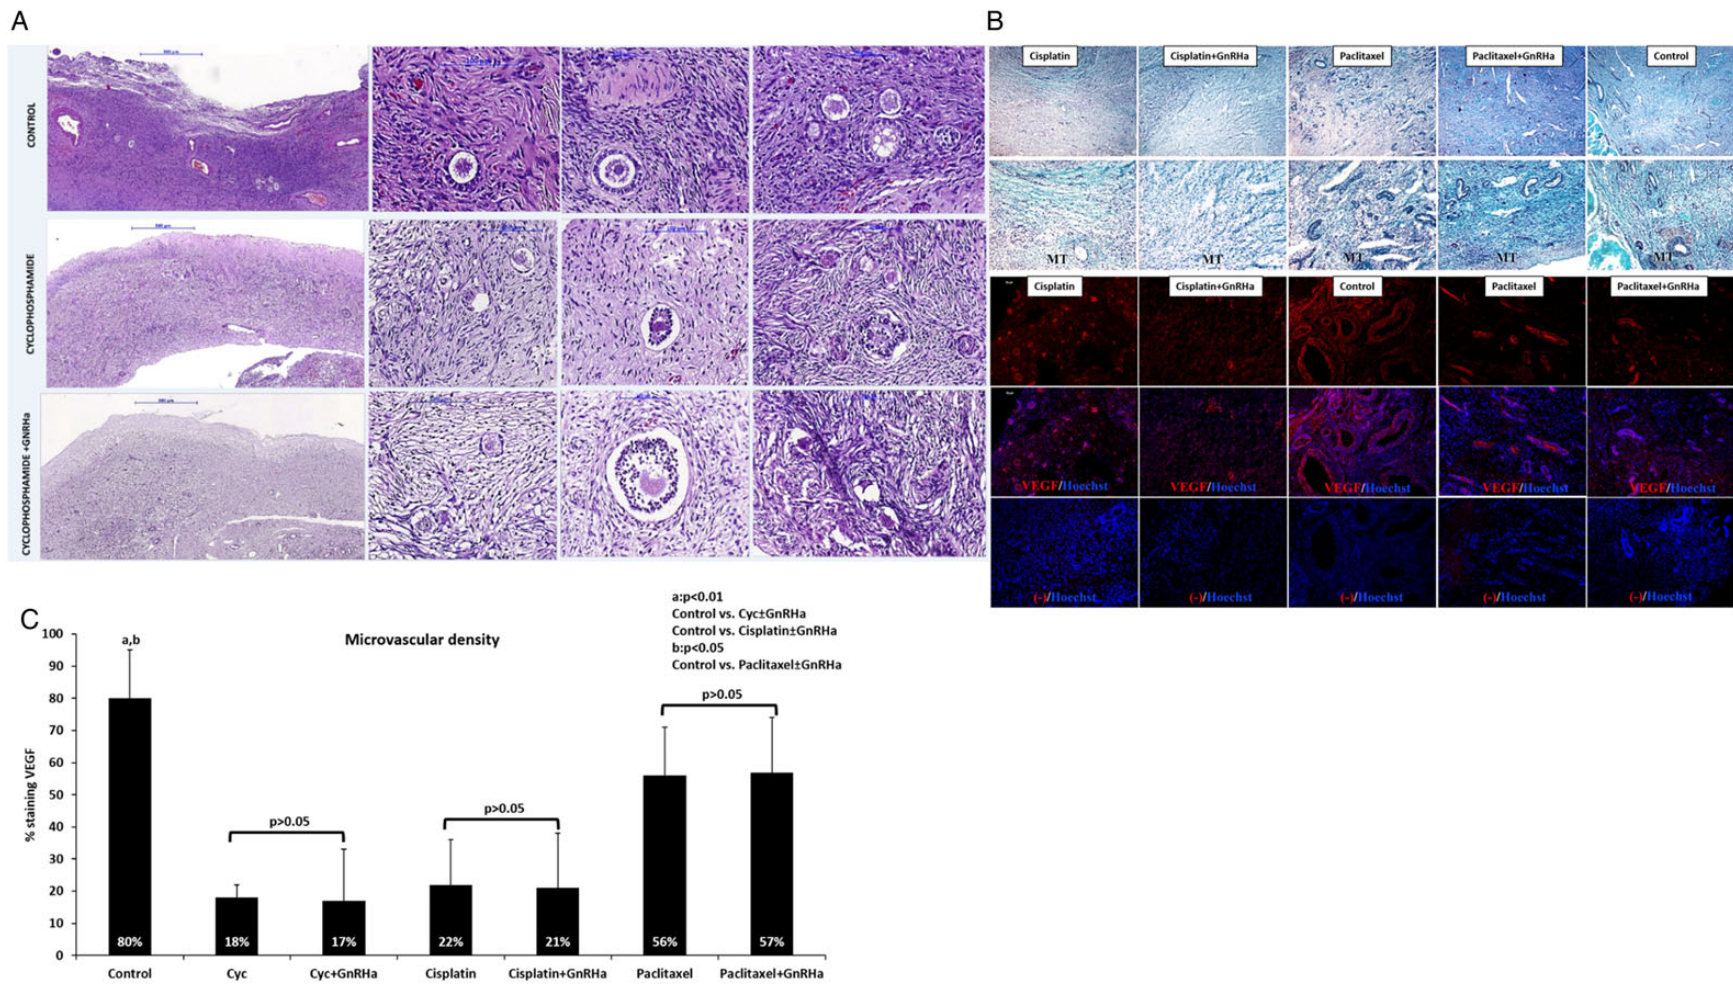 A
CONTROL
CYCLOPHOSPHAMIDE
CYCLOPHOSPHAMIDE +GNRHa
B
Cisplatin
Cisplatin+GnRHa
Paclitaxel
Paclitaxel+GnRHa
Control
MT
MT
MT
MT
MT
Cisplatin
Cisplatin+GnRHa
Control
Paclitaxel
Paclitaxel+GnRHa
VEGF/Hoechst
VEGF/Hoechst
VEGF/Hoechst
VEGF/Hoechst
VEGF/Hoechst
(-)/Hoechst
(-)/Hoechst
(-)/Hoechst
(-)/Hoechst
(-)/Hoechst
C
Microvascular density
a:p<0.01
Control vs. Cyc±GnRHa
Control vs. Cisplatin±GnRHa
b:p<0.05
Control vs. Paclitaxel±GnRHa
% staining VEGF
100
90
80
70
60
50
40
30
20
10
0
a,b
p>0.05
p>0.05
p>0.05
80%
18%
17%
22%
21%
56%
57%
Control
Cyc
Cyc+GnRHa
Cisplatin
Cisplatin+GnRHa
Paclitaxel
Paclitaxel+GnRHa